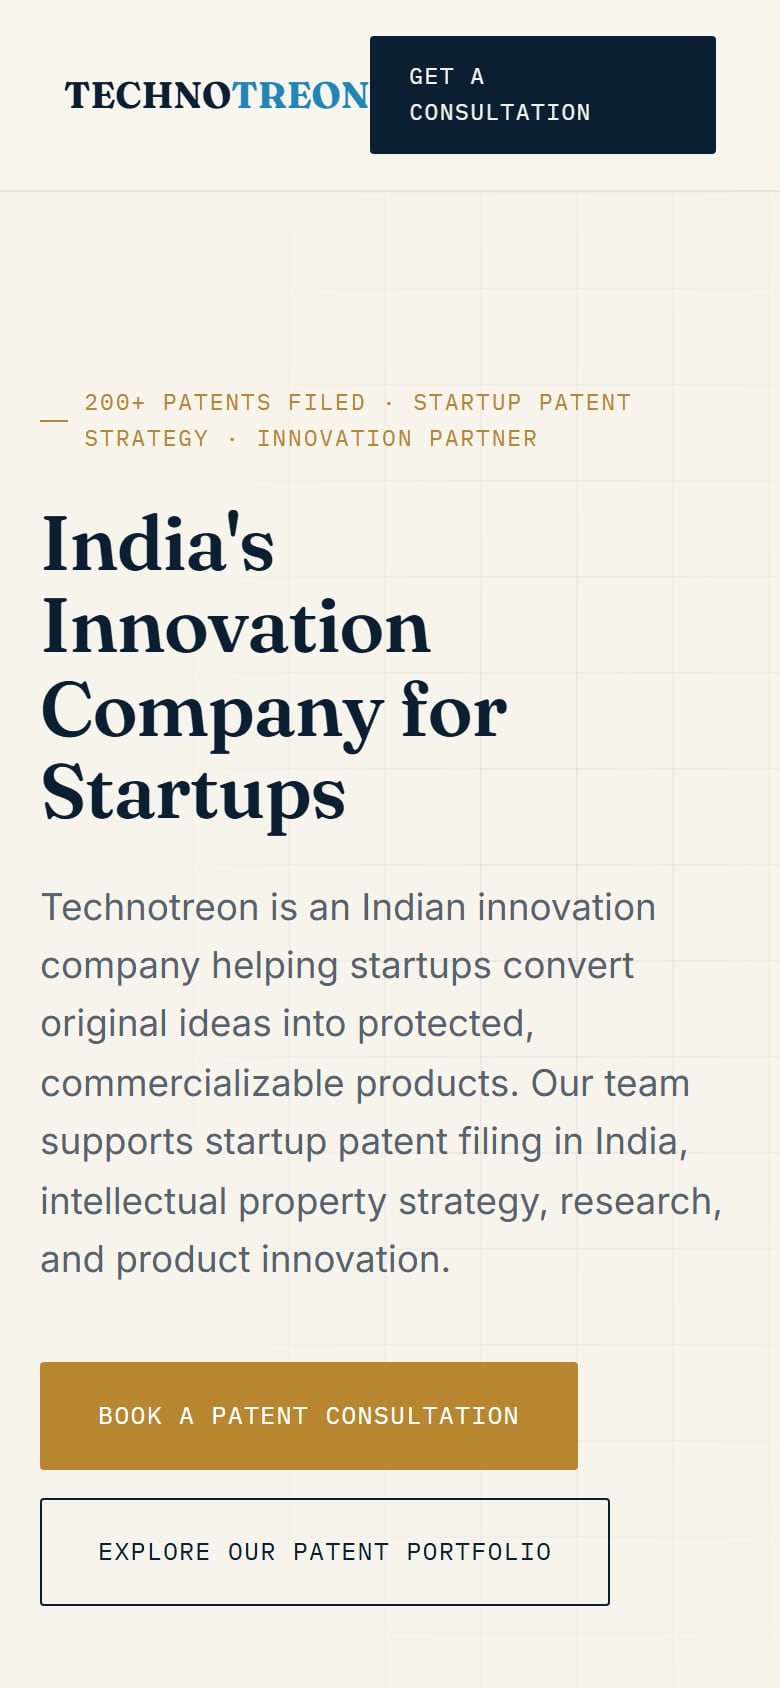 TECHNOTREON
GET A
CONSULTATION
200+ PATENTS FILED · STARTUP PATENT
STRATEGY · INNOVATION PARTNER
India's
Innovation
Company for
Startups
Technotreon is an Indian innovation
company helping startups convert
original ideas into protected,
commercializable products. Our team
supports startup patent filing in India,
intellectual property strategy, research,
and product innovation.
BOOK A PATENT CONSULTATION
EXPLORE OUR PATENT PORTFOLIO